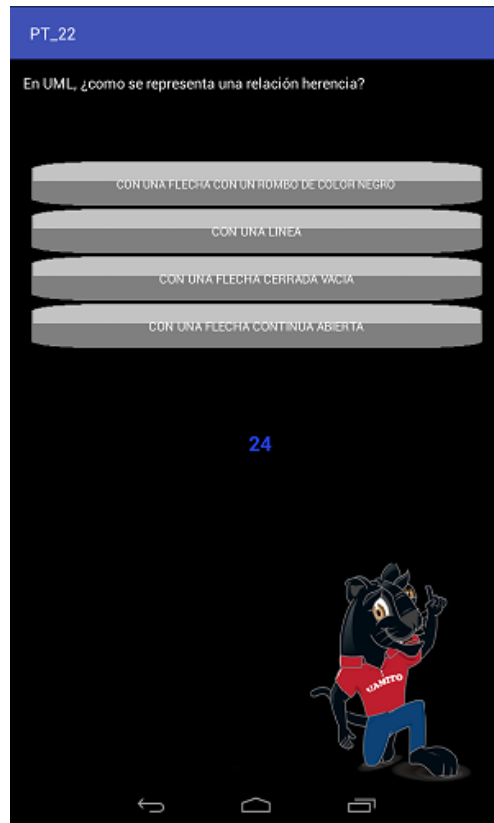 PT_22
En UML, ¿como se representa una relación herencia?
CON UNA FLECHA CON UN ROMBO DE COLOR NEGRO
CON UNA LINEA
CON UNA FLECHA CERRADA VACIA
CON UNA FLECHA CONTINUA ABIERTA
24
UAMITO